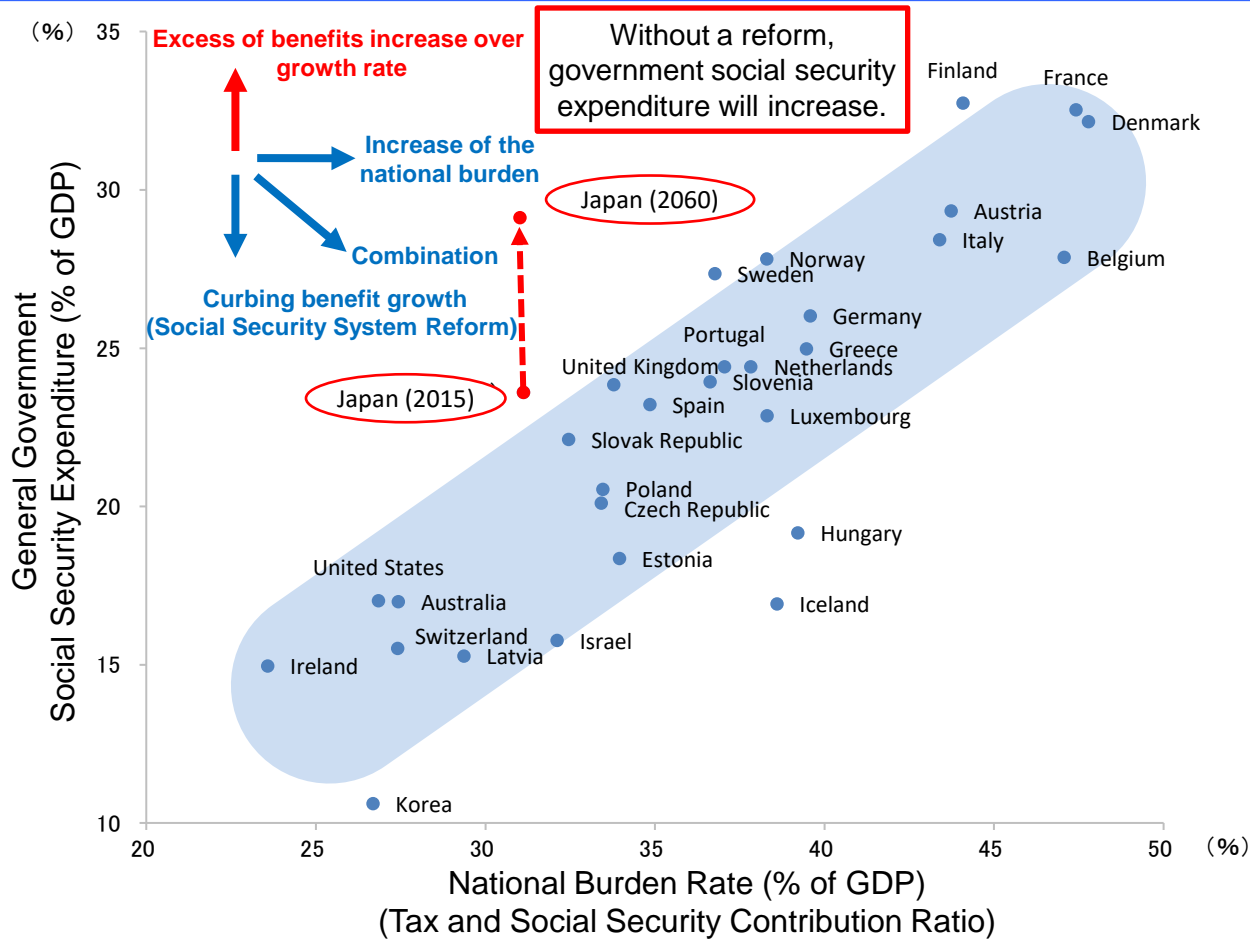 （%）
35
30
25
20
15
10
General Government
Social Security Expenditure (% of GDP)
Excess of benefits increase over
growth rate
Increase of the
national burden
Combination
Curbing benefit growth
(Social Security System Reform)
Without a reform,
government social security
expenditure will increase.
Japan (2060)
Japan (2015)
Finland
France
Denmark
Austria
Italy
Belgium
Norway
Sweden
Germany
Portugal
Greece
United Kingdom
Netherlands
Slovenia
Spain
Luxembourg
Slovak Republic
Poland
Czech Republic
Hungary
Estonia
United States
Australia
Iceland
Switzerland
Israel
Latvia
Ireland
Korea
20
25
30
35
40
45
50
（%）
National Burden Rate (% of GDP)
(Tax and Social Security Contribution Ratio)